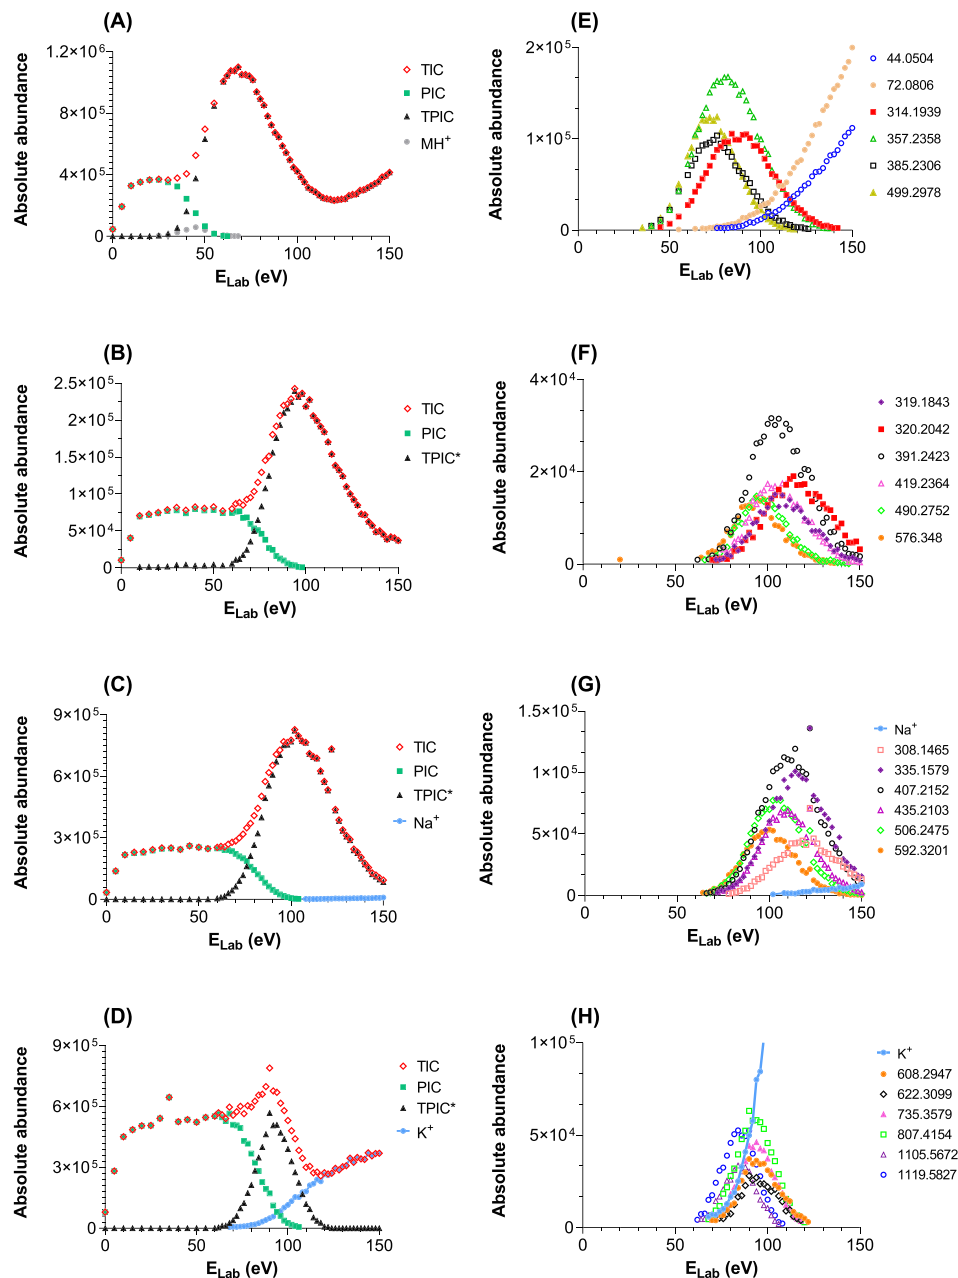 (A)
Absolute abundance
1.2×10⁶
8×10⁵
4×10⁵
0
0 50 100 150
E_Lab (eV)
TIC
PIC
TPIC
MH⁺
(E)
Absolute abundance
2×10⁵
1×10⁵
0
0 50 100 150
E_Lab (eV)
44.0504
72.0806
314.1939
357.2358
385.2306
499.2978
(B)
Absolute abundance
2.5×10⁵
2×10⁵
1.5×10⁵
1×10⁵
5×10⁴
0
0 50 100 150
E_Lab (eV)
TIC
PIC
TPIC*
(F)
Absolute abundance
4×10⁴
2×10⁴
0
0 50 100 150
E_Lab (eV)
319.1843
320.2042
391.2423
419.2364
490.2752
576.348
(C)
Absolute abundance
9×10⁵
6×10⁵
3×10⁵
0
0 50 100 150
E_Lab (eV)
TIC
PIC
TPIC*
Na⁺
(G)
Absolute abundance
1.5×10⁵
1×10⁵
5×10⁴
0
0 50 100 150
E_Lab (eV)
Na⁺
308.1465
335.1579
407.2152
435.2103
506.2475
592.3201
(D)
Absolute abundance
9×10⁵
6×10⁵
3×10⁵
0
0 50 100 150
E_Lab (eV)
TIC
PIC
TPIC*
K⁺
(H)
Absolute abundance
1×10⁵
5×10⁴
0
0 50 100 150
E_Lab (eV)
K⁺
608.2947
622.3099
735.3579
807.4154
1105.5672
1119.5827